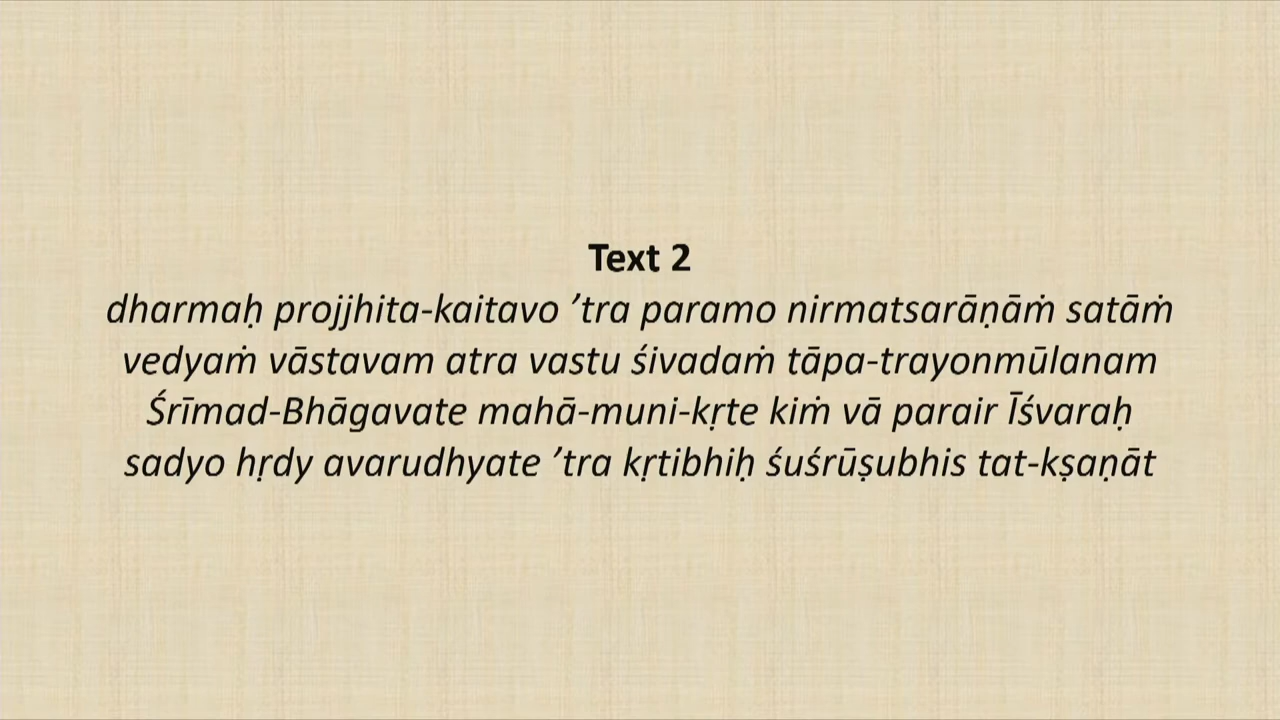 Text 2
dharmaḥ projjhita-kaitavo ’tra paramo nirmatsarāṇāṁ satāṁ
vedyaṁ vāstavam atra vastu śivadaṁ tāpa-trayonmūlanam
Śrīmad-Bhāgavate mahā-muni-kṛte kiṁ vā parair Īśvaraḥ
sadyo hṛdy avarudhyate ’tra kṛtibhiḥ śuśrūṣubhis tat-kṣaṇāt